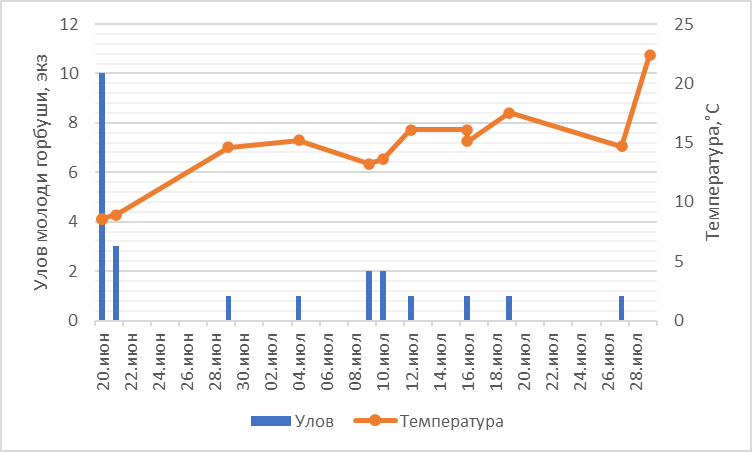 12
10
8
6
4
2
0
Улов молоди горбуши, экз
25
20
15
10
5
0
Температура,°С
20.июн
22.июн
24.июн
26.июн
28.июн
30.июн
02.июл
04.июл
06.июл
08.июл
10.июл
12.июл
14.июл
16.июл
18.июл
20.июл
22.июл
24.июл
26.июл
28.июл
Улов Температура